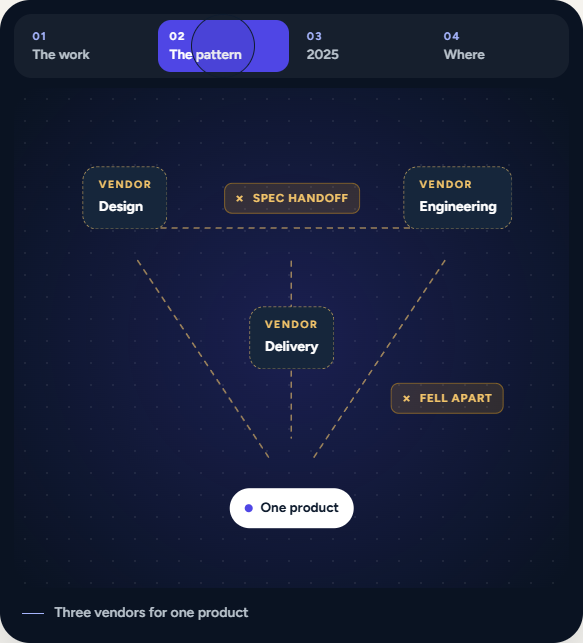 01
The work
02
The pattern
03
2025
04
Where
VENDOR
Design
× SPEC HANDOFF
VENDOR
Engineering
VENDOR
Delivery
× FELL APART
One product
Three vendors for one product